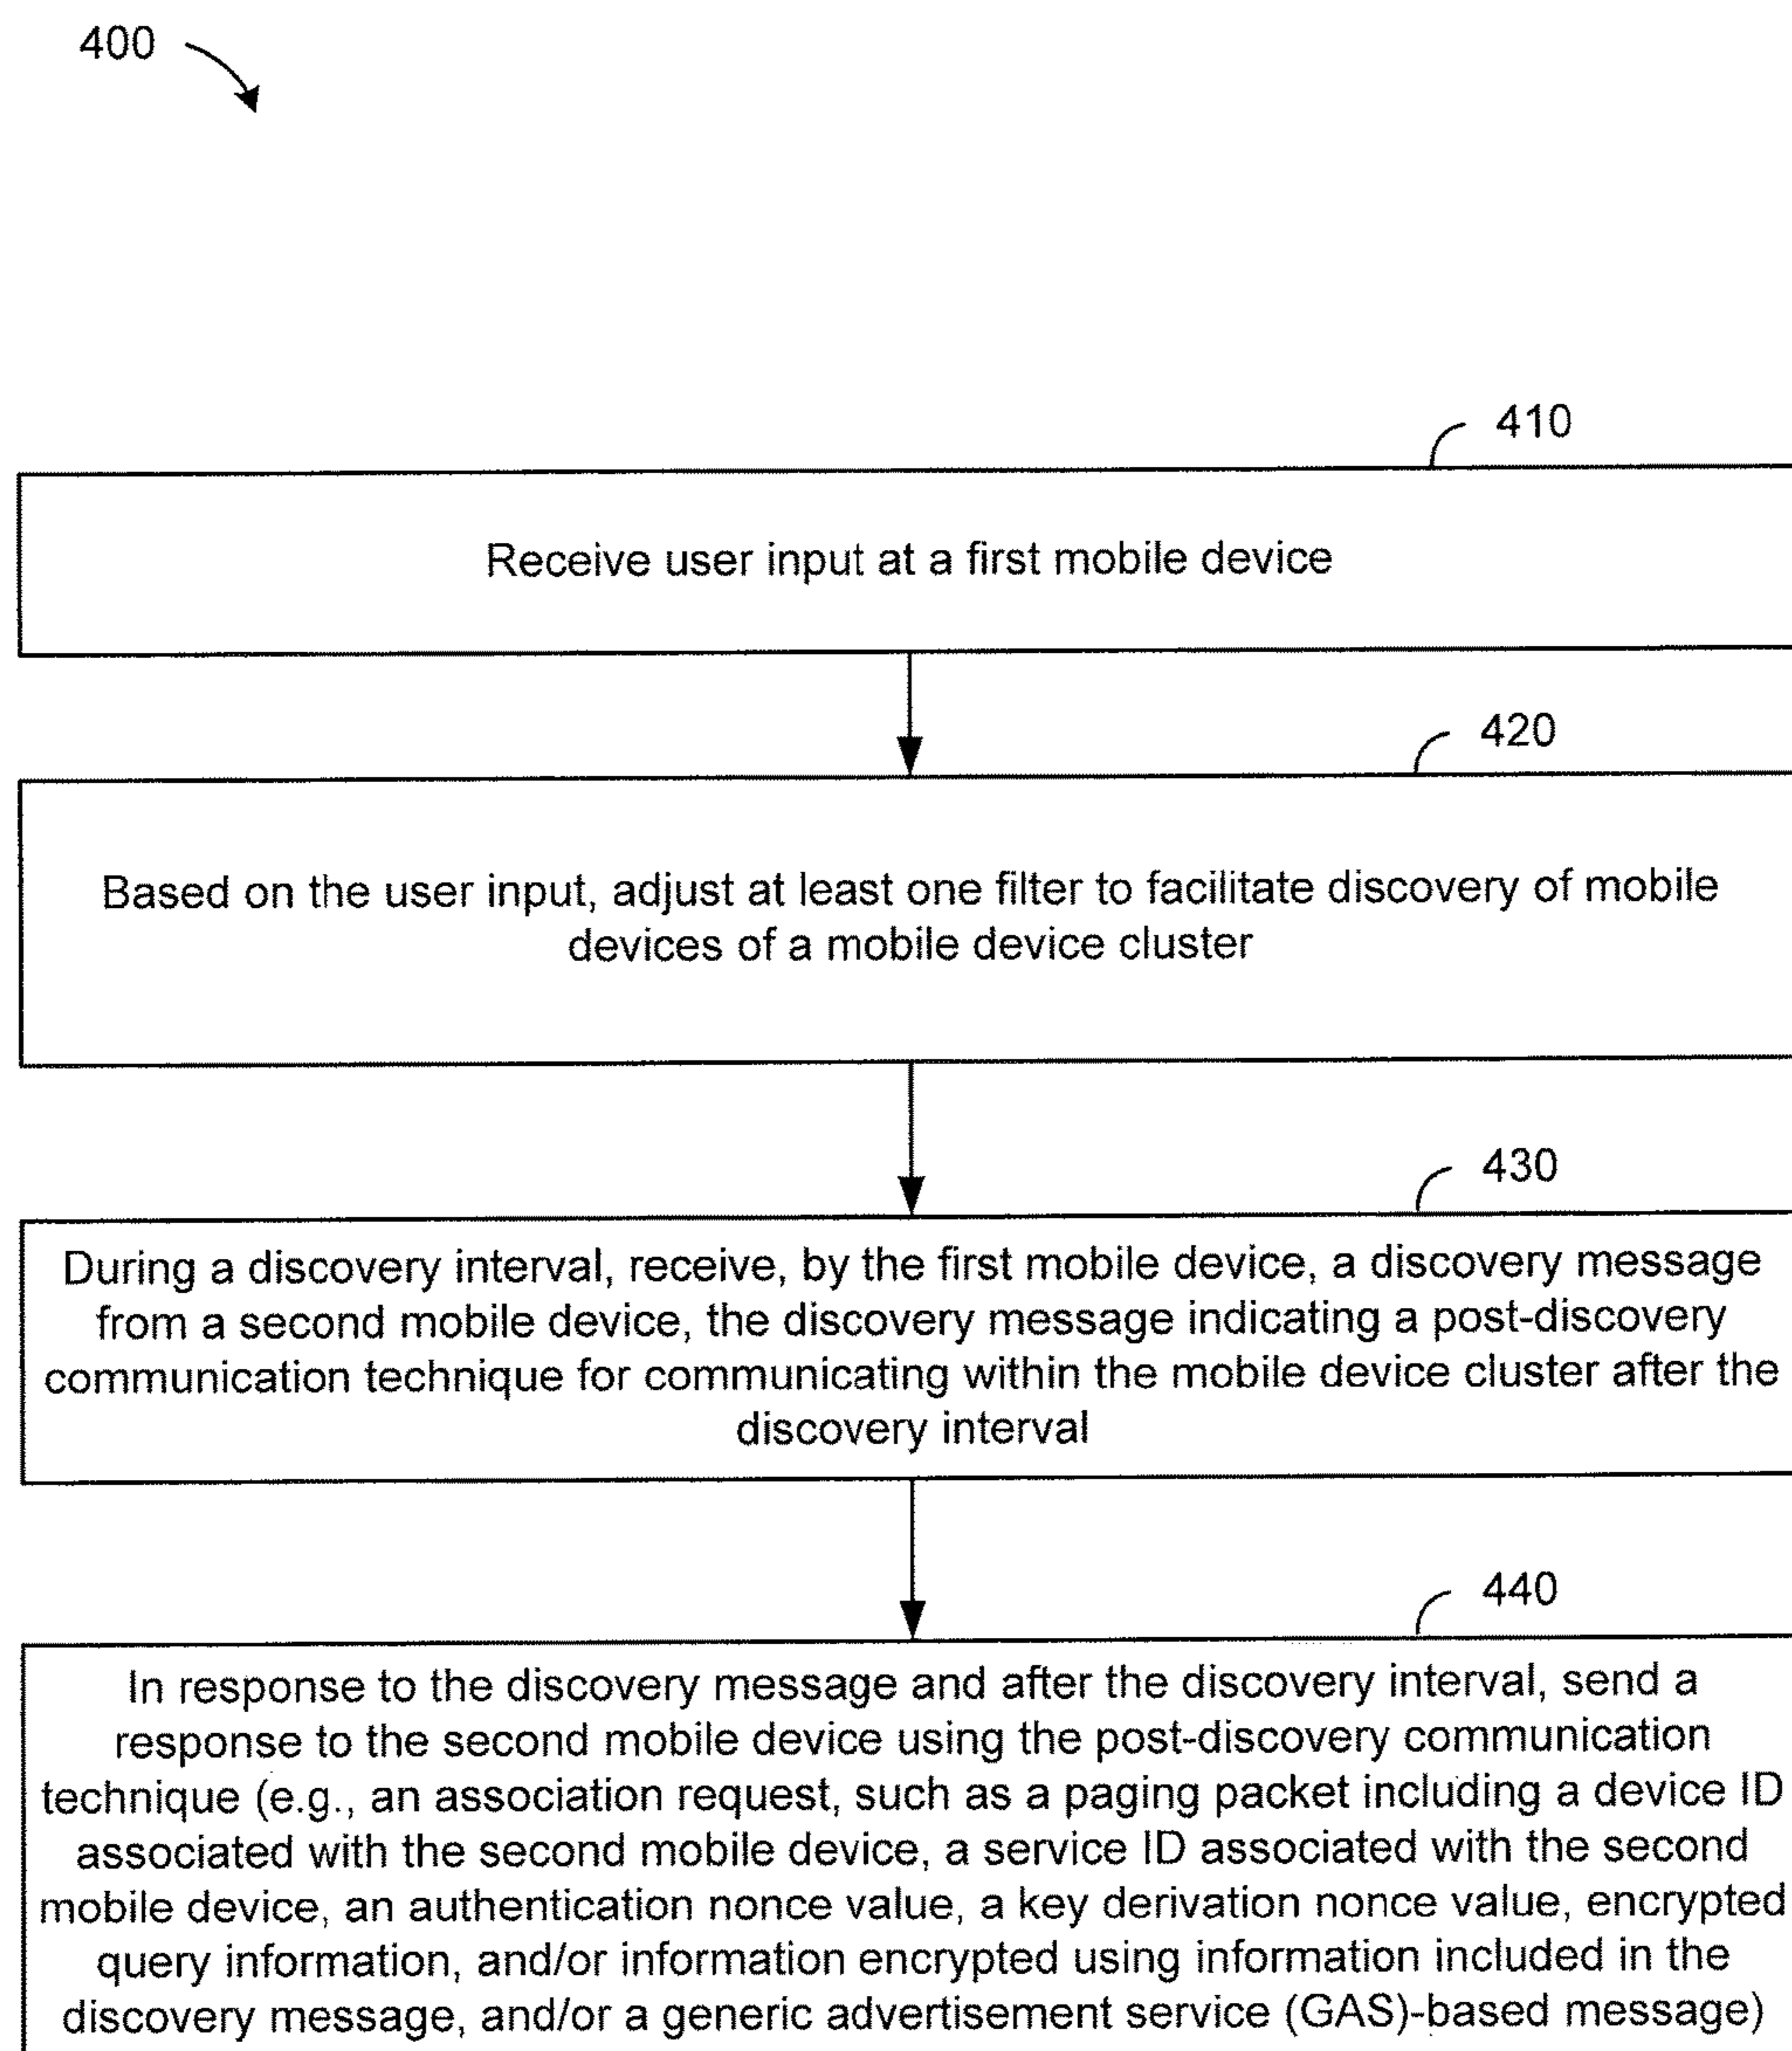 400
410
Receive user input at a first mobile device
420
Based on the user input, adjust at least one filter to facilitate discovery of mobile
devices of a mobile device cluster
430
During a discovery interval, receive, by the first mobile device, a discovery message
from a second mobile device, the discovery message indicating a post-discovery
communication technique for communicating within the mobile device cluster after the
discovery interval
440
In response to the discovery message and after the discovery interval, send a
response to the second mobile device using the post-discovery communication
technique (e.g., an association request, such as a paging packet including a device ID
associated with the second mobile device, a service ID associated with the second
mobile device, an authentication nonce value, a key derivation nonce value, encrypted
query information, and/or information encrypted using information included in the
discovery message, and/or a generic advertisement service (GAS)-based message)